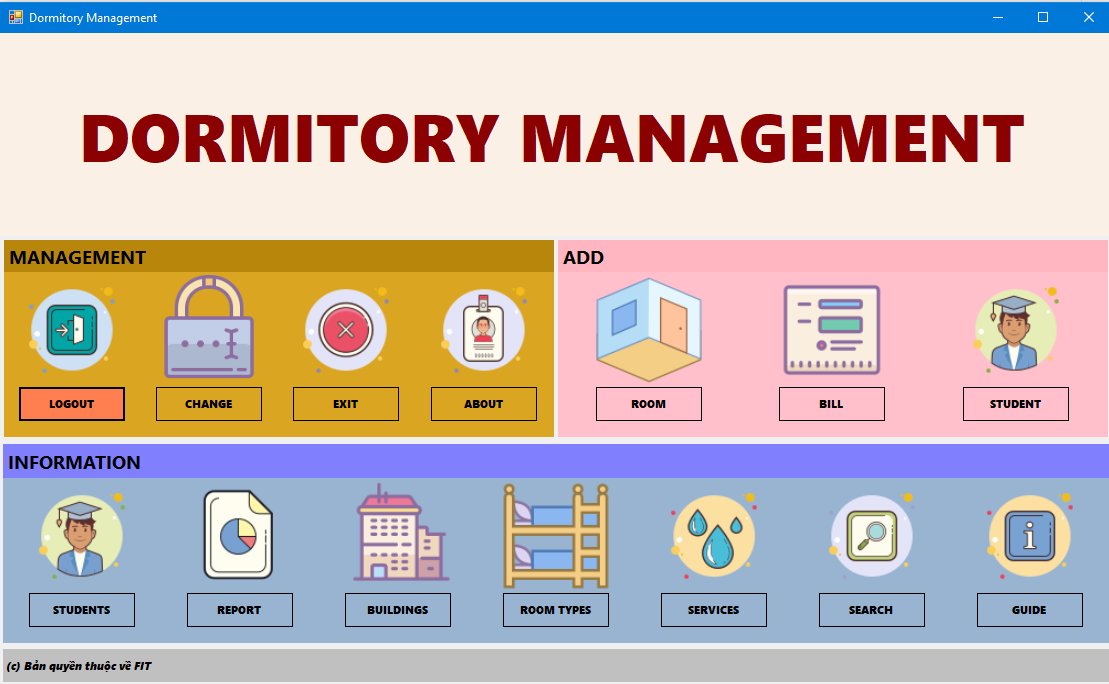 Dormitory Management
DORMITORY MANAGEMENT
MANAGEMENT
LOGOUT
CHANGE
EXIT
ABOUT
ADD
ROOM
BILL
STUDENT
INFORMATION
STUDENTS
REPORT
BUILDINGS
ROOM TYPES
SERVICES
SEARCH
GUIDE
(c) Bản quyền thuộc về FIT